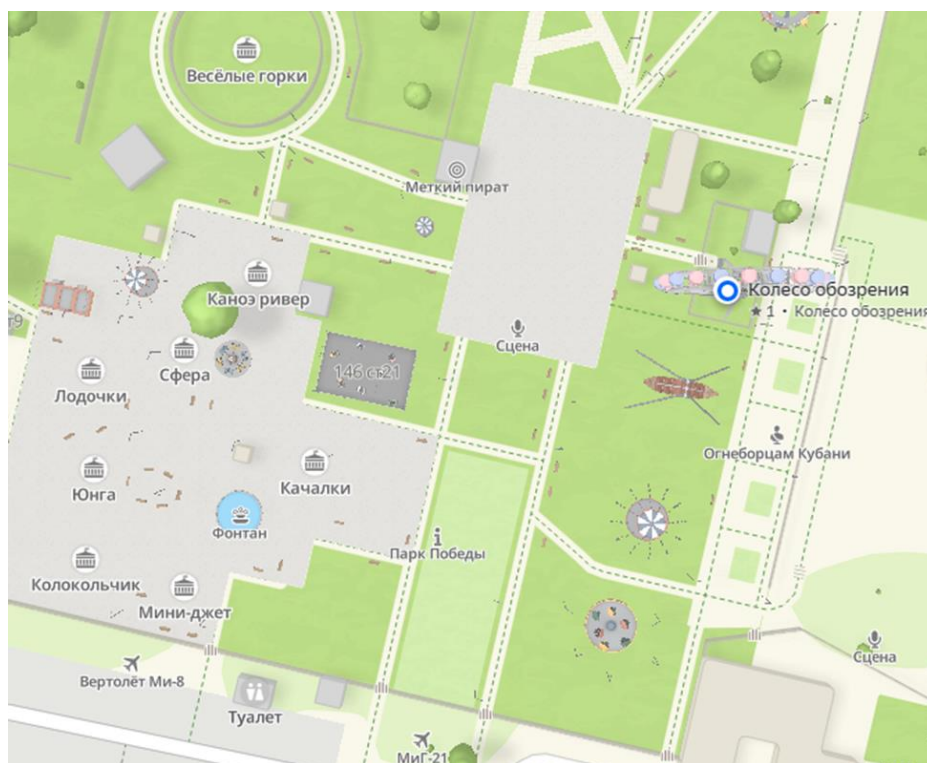 Весёлые горки
Меткий пират
Каноэ ривер
Колесо обозрения
★ 1 • Колесо обозрения
Сцена
т9
Сфера
146 ст21
Лодочки
Огнеборцам Кубани
Юнга
Качалки
Фонтан
Парк Победы
Колокольчик
Мини-джет
Сцена
Вертолёт Ми-8
Туалет
МиГ-21